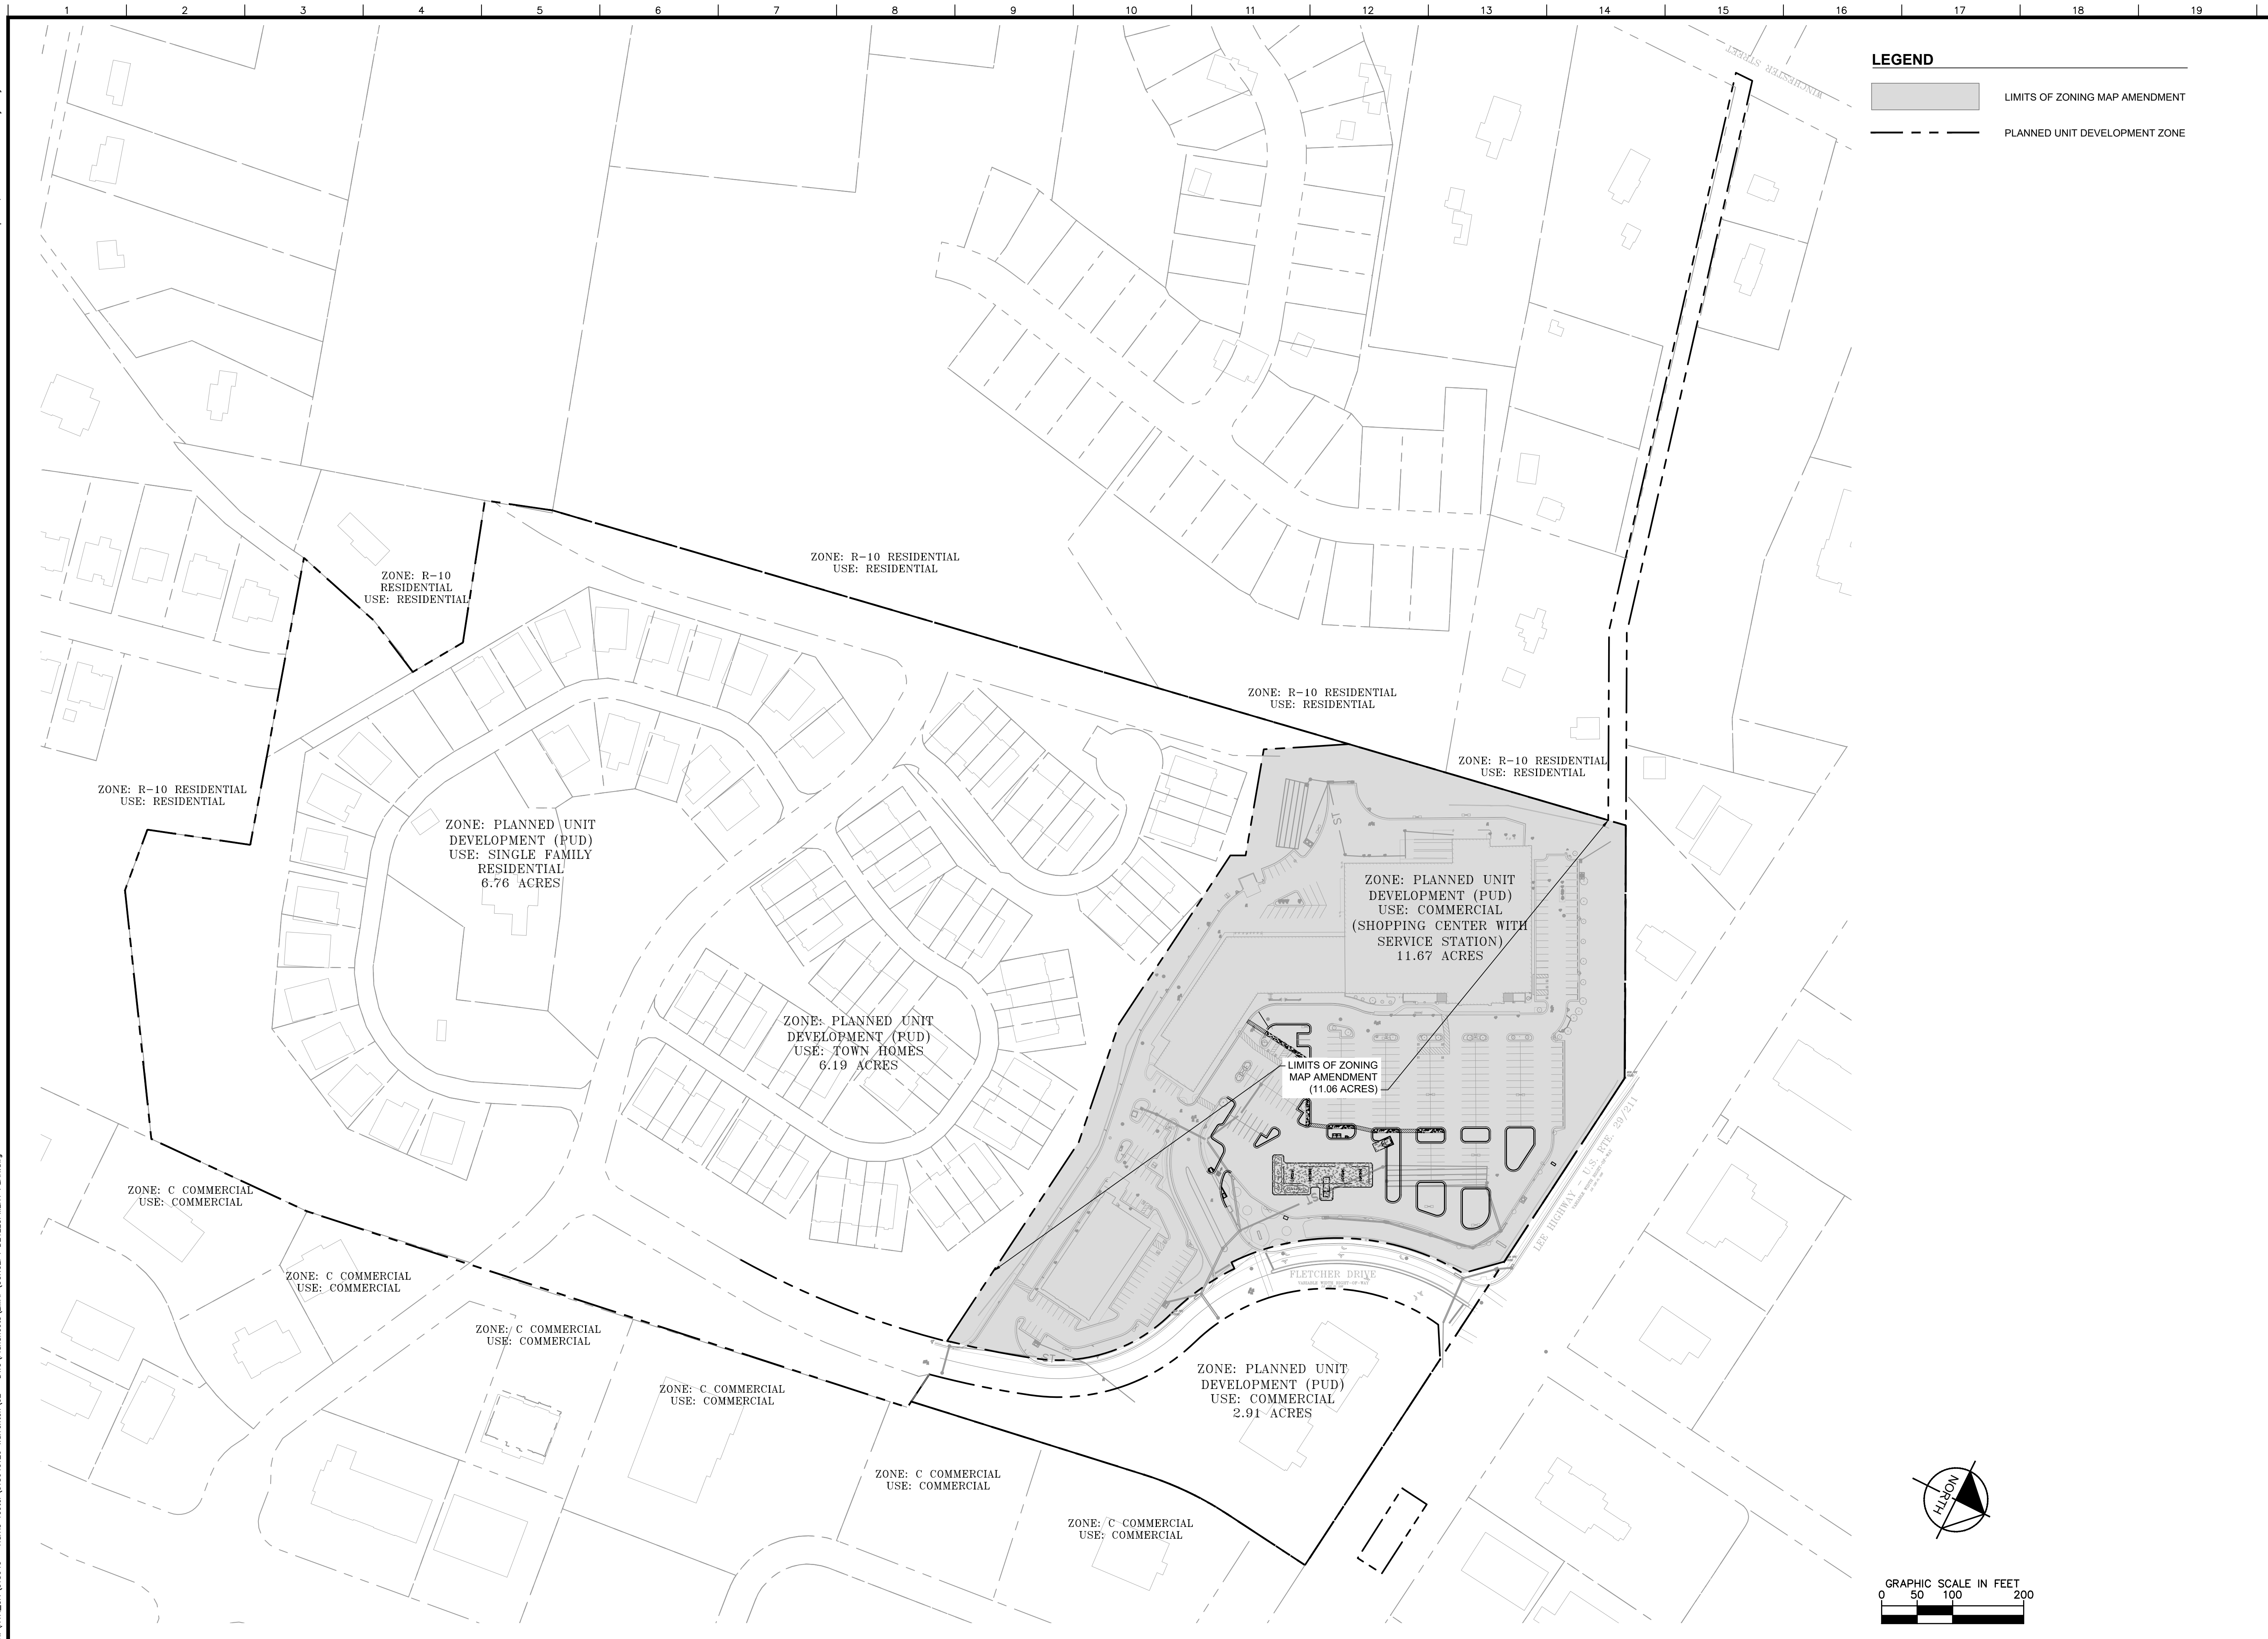 1 2 3 4 5 6 7 8 9 10 11 12 13 14 15 16 17 18 19
LEGEND
LIMITS OF ZONING MAP AMENDMENT
PLANNED UNIT DEVELOPMENT ZONE
WINCHESTER STREET
ZONE: R-10 RESIDENTIAL
USE: RESIDENTIAL
ZONE: R-10
RESIDENTIAL
USE: RESIDENTIAL
ZONE: R-10 RESIDENTIAL
USE: RESIDENTIAL
ZONE: R-10 RESIDENTIAL
USE: RESIDENTIAL
ZONE: R-10 RESIDENTIAL
USE: RESIDENTIAL
ZONE: PLANNED UNIT
DEVELOPMENT (PUD)
USE: SINGLE FAMILY
RESIDENTIAL
6.76 ACRES
ZONE: PLANNED UNIT
DEVELOPMENT (PUD)
USE: COMMERCIAL
(SHOPPING CENTER WITH
SERVICE STATION)
11.67 ACRES
ST
ZONE: PLANNED UNIT
DEVELOPMENT (PUD)
USE: TOWN HOMES
6.19 ACRES
LIMITS OF ZONING
MAP AMENDMENT
(11.06 ACRES)
LEE HIGHWAY - U.S. RTE. 29/211
ZONE: C COMMERCIAL
USE: COMMERCIAL
ZONE: C COMMERCIAL
USE: COMMERCIAL
FLETCHER DRIVE
VARIABLE WIDTH RIGHT-OF-WAY
ZONE: C COMMERCIAL
USE: COMMERCIAL
ST
ZONE: C COMMERCIAL
USE: COMMERCIAL
ZONE: PLANNED UNIT
DEVELOPMENT (PUD)
USE: COMMERCIAL
2.91 ACRES
ZONE: C COMMERCIAL
USE: COMMERCIAL
ZONE: C COMMERCIAL
USE: COMMERCIAL
NORTH
GRAPHIC SCALE IN FEET
0 50 100 200